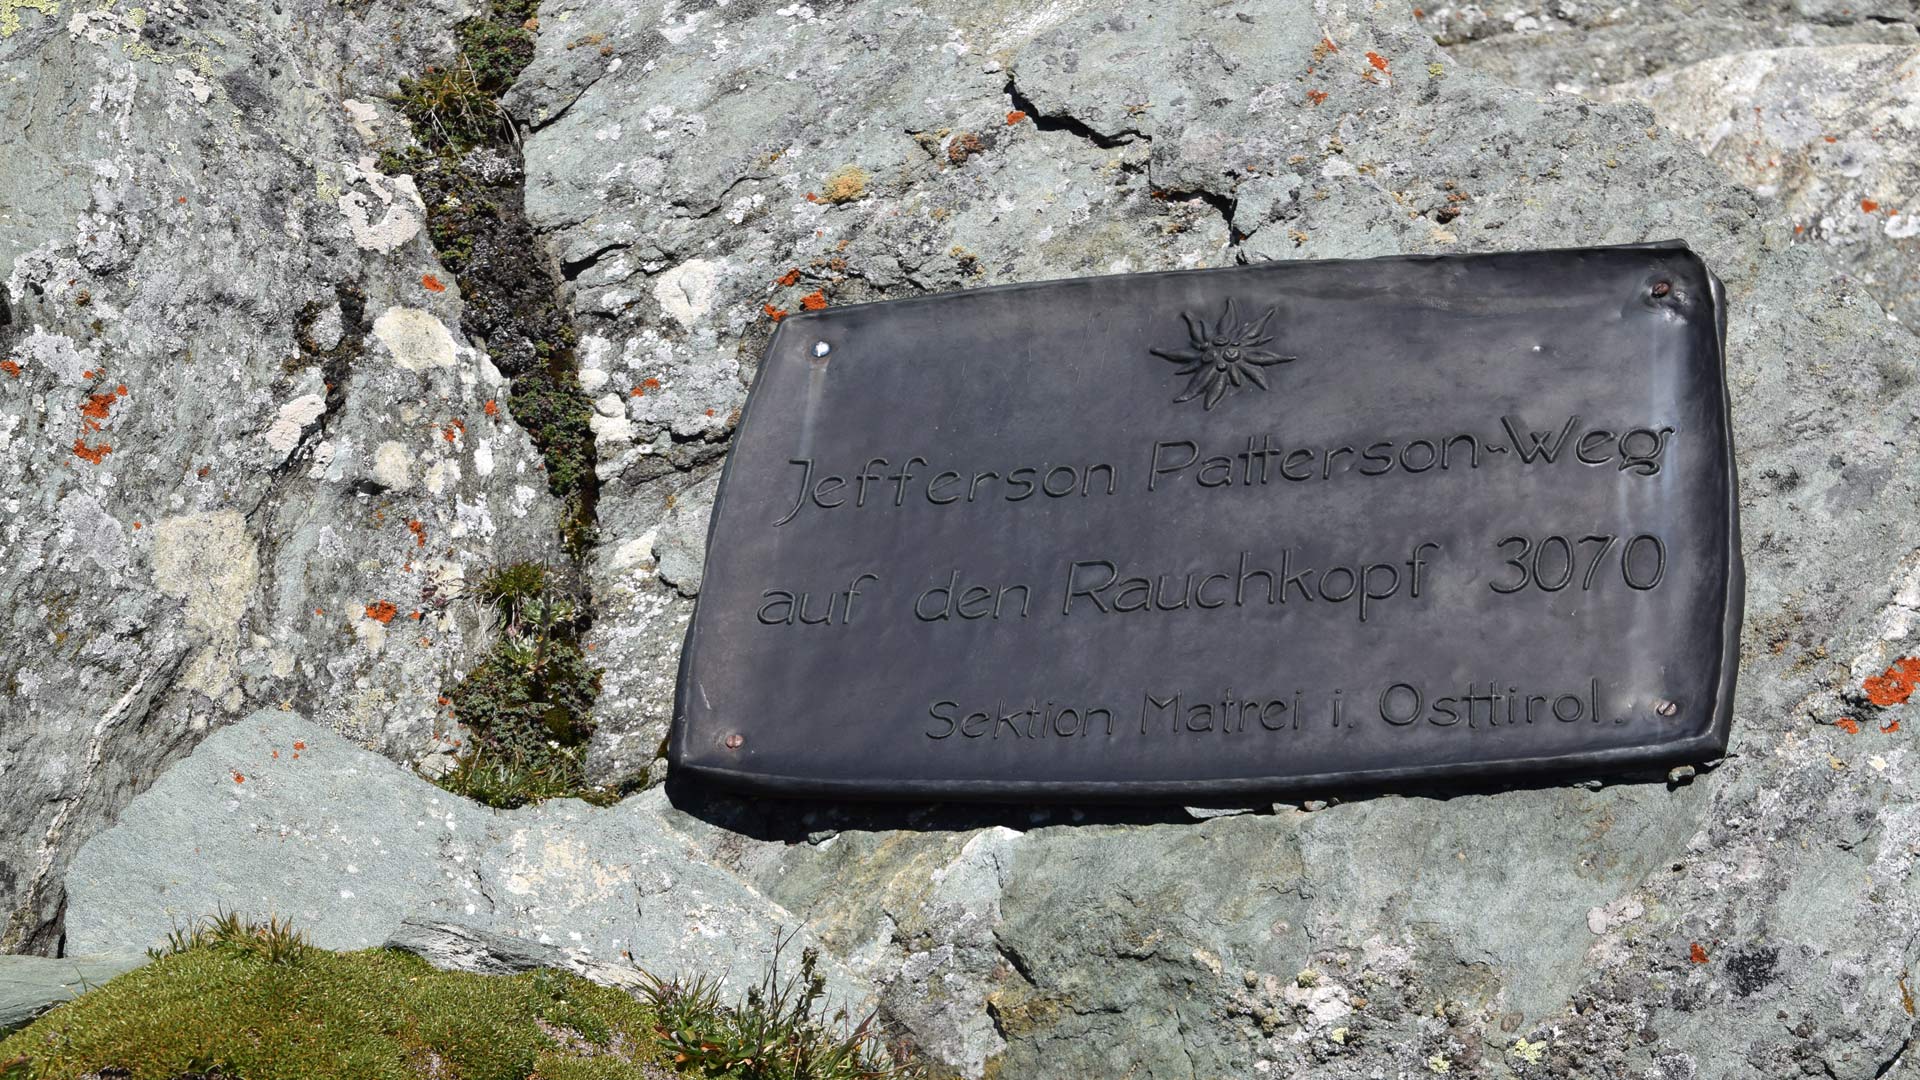 Jefferson Patterson-Weg
auf den Rauchkopf 3070
Sektion Matrei i. Osttirol.